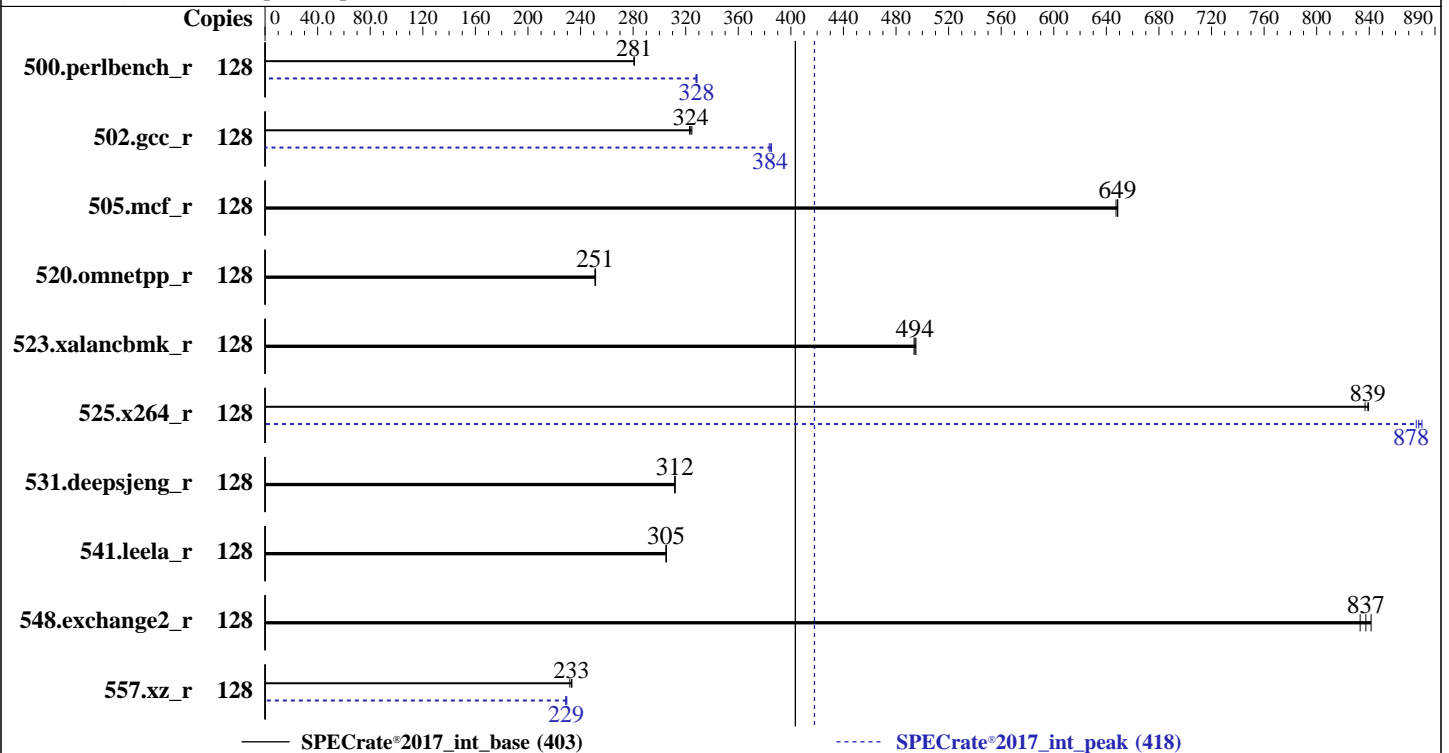 Copies 0 40.0 80.0 120 160 200 240 280 320 360 400 440 480 520 560 600 640 680 720 760 800 840 890
281
500.perlbench_r 128
328
324
502.gcc_r 128
384
649
505.mcf_r 128
251
520.omnetpp_r 128
494
523.xalancbmk_r 128
839
525.x264_r 128
878
312
531.deepsjeng_r 128
305
541.leela_r 128
837
548.exchange2_r 128
233
557.xz_r 128
229
SPECrate®2017_int_base (403) SPECrate®2017_int_peak (418)